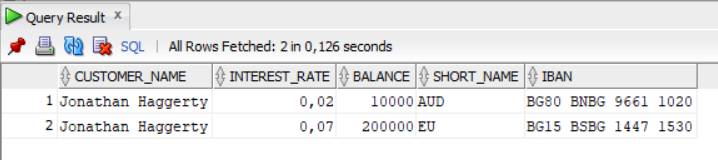 Query Result x
SQL | All Rows Fetched: 2 in 0,126 seconds
CUSTOMER_NAME INTEREST_RATE BALANCE SHORT_NAME IBAN
1 Jonathan Haggerty 0,02 10000 AUD BG80 BNBG 9661 1020
2 Jonathan Haggerty 0,07 200000 EU BG15 BSBG 1447 1530